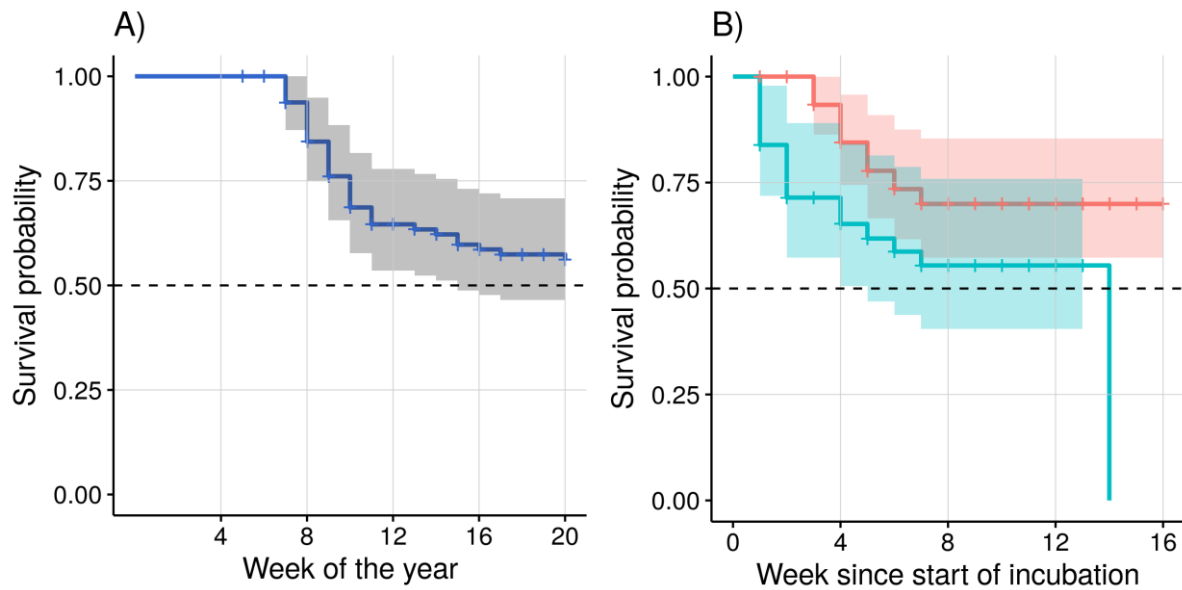 A)
Survival probability
1.00
0.75
0.50
0.25
0.00
4 8 12 16 20
Week of the year
B)
Survival probability
1.00
0.75
0.50
0.25
0.00
0 4 8 12 16
Week since start of incubation